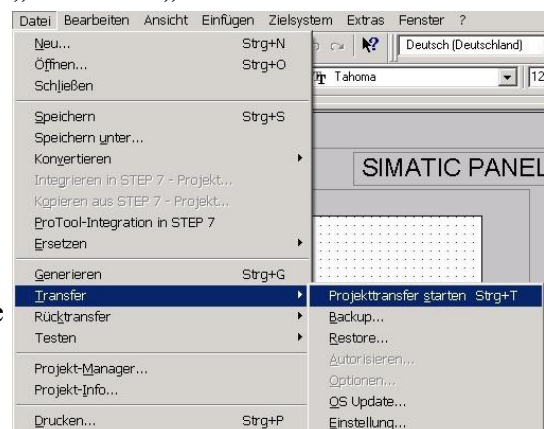 Datei Bearbeiten Ansicht Einfügen Zielsystem Extras Fenster ?
Neu... Strg+N
Deutsch (Deutschland)
Öffnen... Strg+O
Tahoma 12
Schließen
Speichern Strg+S
Speichern unter...
Konvertieren
SIMATIC PANEL
Integrieren in STEP 7 - Projekt...
Kopieren aus STEP 7 - Projekt...
ProTool-Integration in STEP 7
Ersetzen
Generieren Strg+G
Transfer
Projekttransfer starten Strg+T
Rücktransfer
Backup...
Testen
Restore...
Autorisieren...
Projekt-Manager...
Optionen...
Projekt-Info...
OS Update...
Drucken... Strg+P
Einstellung...